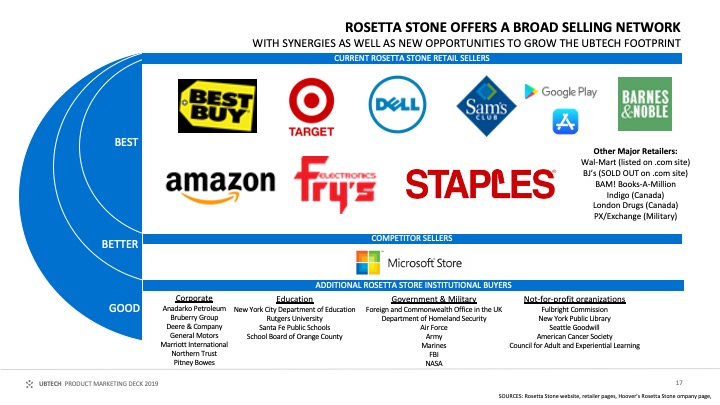 ROSETTA STONE OFFERS A BROAD SELLING NETWORK
WITH SYNERGIES AS WELL AS NEW OPPORTUNITIES TO GROW THE UBTECH FOOTPRINT
CURRENT ROSETTA STONE RETAIL SELLERS
BEST
BEST
BUY
TARGET
DELL
Sam's
CLUB
Google Play
BARNES
&NOBLE
amazon
Fry's
ELECTRONICS
STAPLES
Other Major Retailers:
Wal-Mart (listed on .com site)
BJ's (SOLD OUT on .com site)
BAM! Books-A-Million
Indigo (Canada)
London Drugs (Canada)
PX/Exchange (Military)
BETTER
COMPETITOR SELLERS
Microsoft Store
GOOD
ADDITIONAL ROSETTA STORE INSTITUTIONAL BUYERS
Corporate
Anadarko Petroleum
Bruberry Group
Deere & Company
General Motors
Marriott International
Northern Trust
Pitney Bowes
Education
New York City Department of Education
Rutgers University
Santa Fe Public Schools
School Board of Orange County
Government & Military
Foreign and Commonwealth Office in the UK
Department of Homeland Security
Air Force
Army
Marines
FBI
NASA
Not-for-profit organizations
Fulbright Commission
New York Public Library
Seattle Goodwill
American Cancer Society
Council for Adult and Experiential Learning
UBTECH PRODUCT MARKETING DECK 2019
17
SOURCES: Rosetta Stone website, retailer pages, Hoover's Rosetta Stone ompany page,